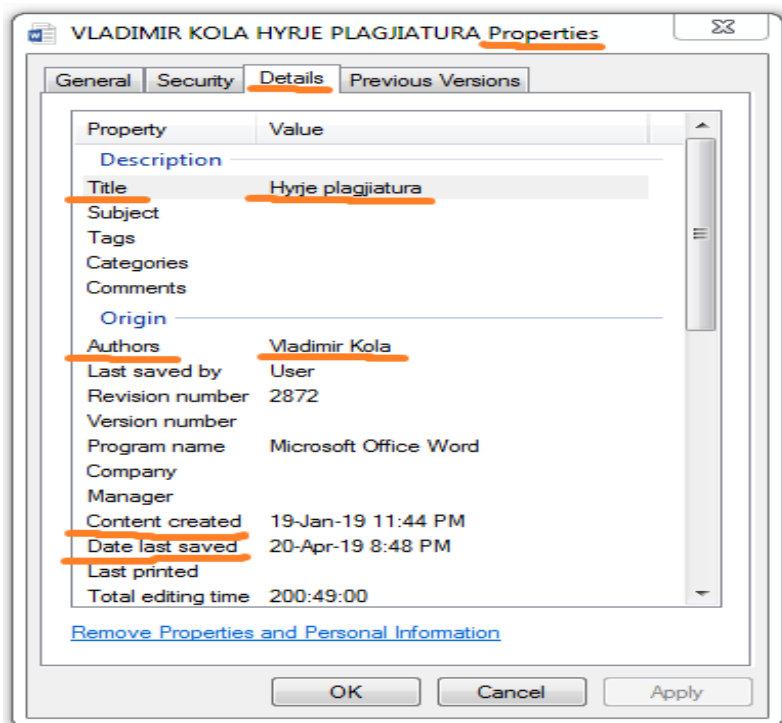 VLADIMIR KOLA HYRJE PLAGJIATURA Properties
General Security Details Previous Versions
Property Value
Description
Title Hyrje plagjiatura
Subject
Tags
Categories
Comments
Origin
Authors Vladimir Kola
Last saved by User
Revision number 2872
Version number
Program name Microsoft Office Word
Company
Manager
Content created 19-Jan-19 11:44 PM
Date last saved 20-Apr-19 8:48 PM
Last printed
Total editing time 200:49:00
Remove Properties and Personal Information
OK Cancel Apply